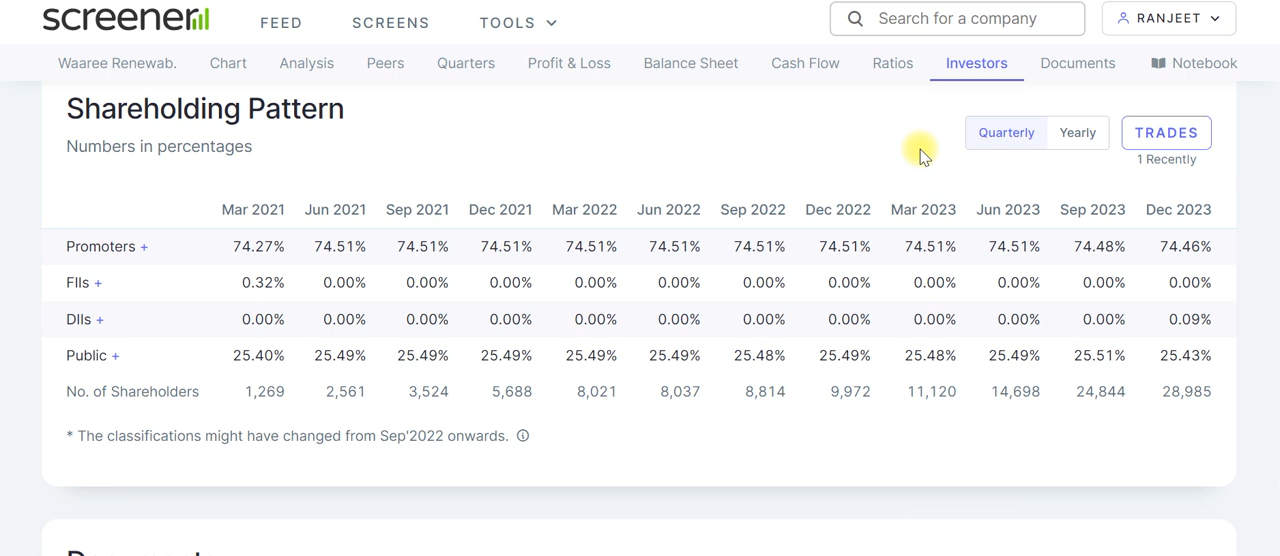 screener FEED SCREENS TOOLS Search for a company RANJEET
Waaree Renewab. Chart Analysis Peers Quarters Profit & Loss Balance Sheet Cash Flow Ratios Investors Documents Notebook
Shareholding Pattern
Numbers in percentages
Quarterly Yearly TRADES
1 Recently
Mar 2021 Jun 2021 Sep 2021 Dec 2021 Mar 2022 Jun 2022 Sep 2022 Dec 2022 Mar 2023 Jun 2023 Sep 2023 Dec 2023
Promoters + 74.27% 74.51% 74.51% 74.51% 74.51% 74.51% 74.51% 74.51% 74.51% 74.51% 74.48% 74.46%
FIIs + 0.32% 0.00% 0.00% 0.00% 0.00% 0.00% 0.00% 0.00% 0.00% 0.00% 0.00% 0.00%
DIIs + 0.00% 0.00% 0.00% 0.00% 0.00% 0.00% 0.00% 0.00% 0.00% 0.00% 0.00% 0.09%
Public + 25.40% 25.49% 25.49% 25.49% 25.49% 25.49% 25.48% 25.49% 25.48% 25.49% 25.51% 25.43%
No. of Shareholders 1,269 2,561 3,524 5,688 8,021 8,037 8,814 9,972 11,120 14,698 24,844 28,985
* The classifications might have changed from Sep'2022 onwards.